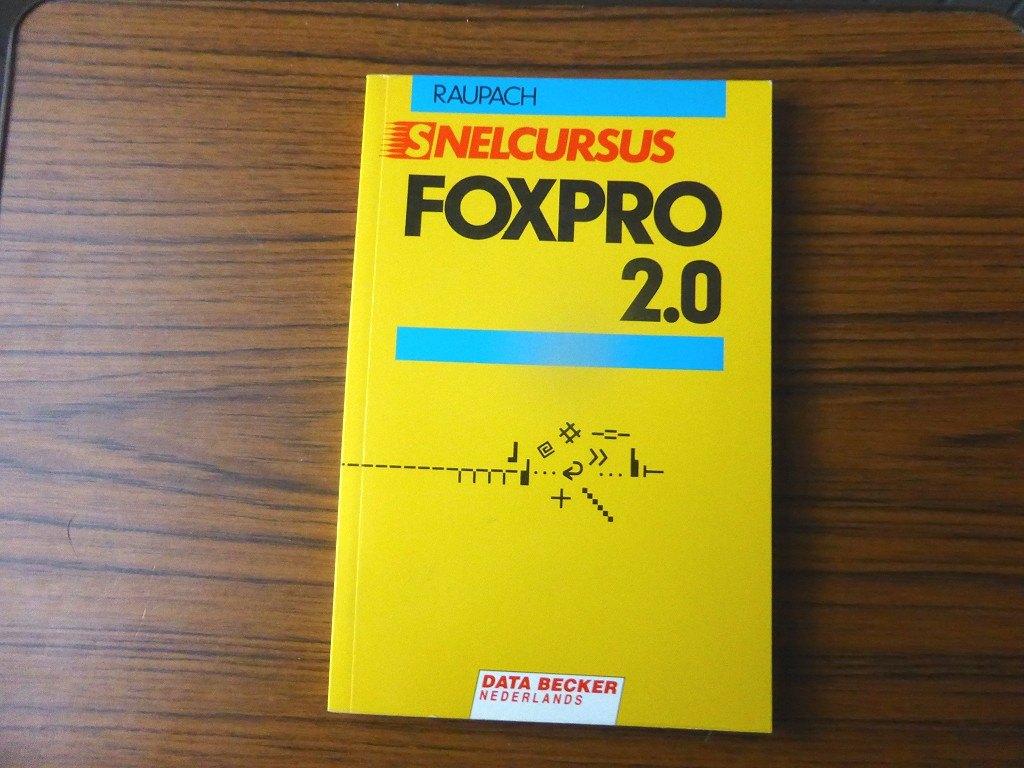 RAUPACH
SNELCURSUS
FOXPRO
2.0
DATA BECKER
NEDERLANDS